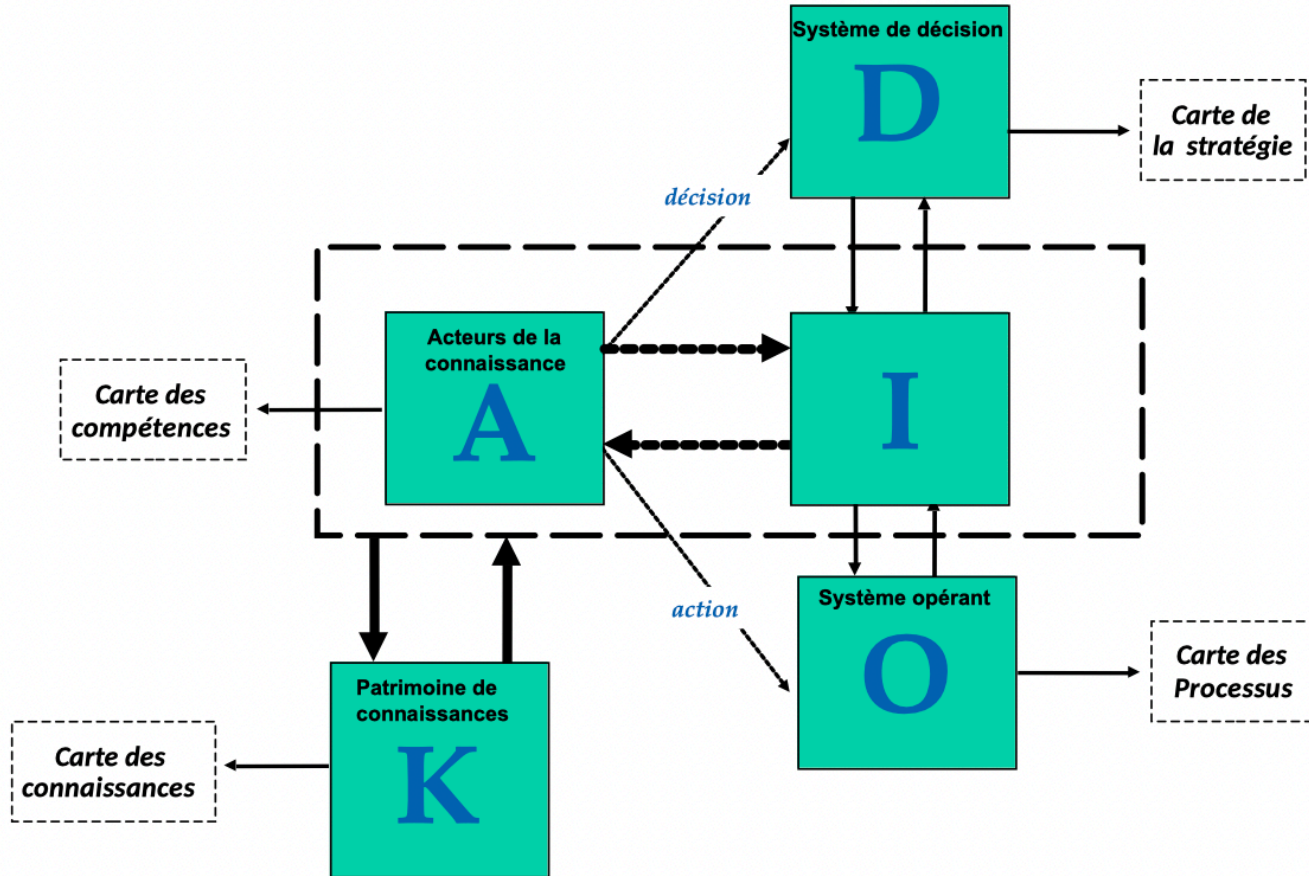 Système de décision
D
Carte de
la stratégie
décision
Acteurs de la
connaissance
A
I
Carte des
compétences
action
Système opérant
O
Carte des
Processus
Patrimoine de
connaissances
K
Carte des
connaissances